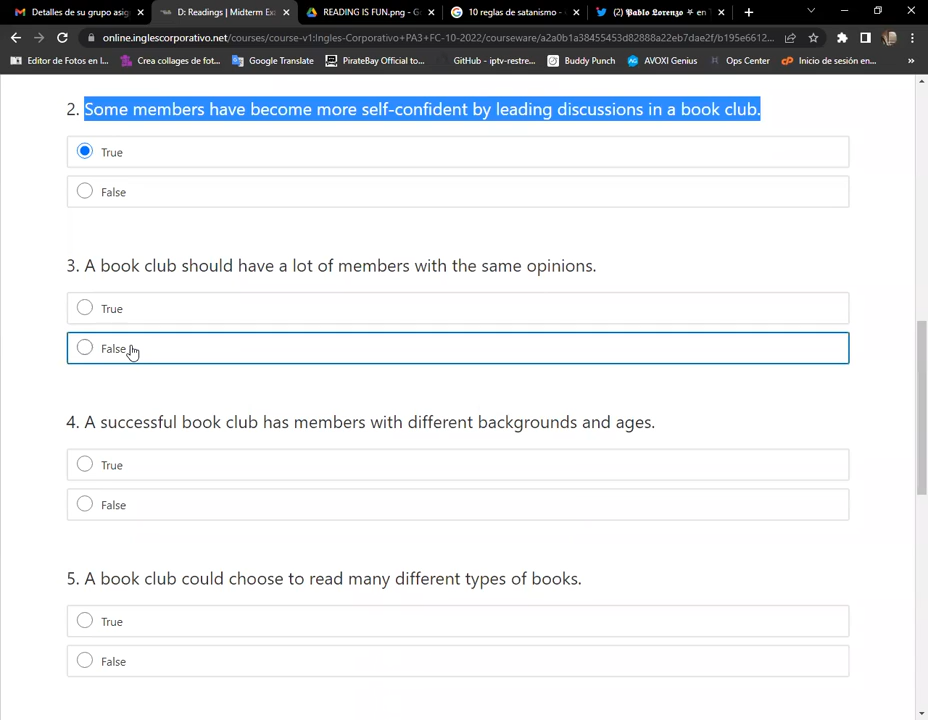 Detalles de su grupo asig
D: Readings | Midterm Ex
READING IS FUN.png - G
10 reglas de satanismo -
(2) 𝕻𝖆𝖇𝖑𝖔 𝕷𝖔𝖗𝖊𝖓𝖟𝖔 ⛧ en
online.inglescorporativo.net/courses/course-v1:Ingles-Corporativo+PA3+FC-10-2022/courseware/a2a0b1a38455453d82888a22eb7dae2f/b195e6612...
Editor de Fotos en l...
Crea collages de fot...
Google Translate
PirateBay Official to...
GitHub - iptv-restre...
Buddy Punch
AVOXI Genius
Ops Center
Inicio de sesión en...
»
2. Some members have become more self-confident by leading discussions in a book club.
True
False
3. A book club should have a lot of members with the same opinions.
True
False
4. A successful book club has members with different backgrounds and ages.
True
False
5. A book club could choose to read many different types of books.
True
False